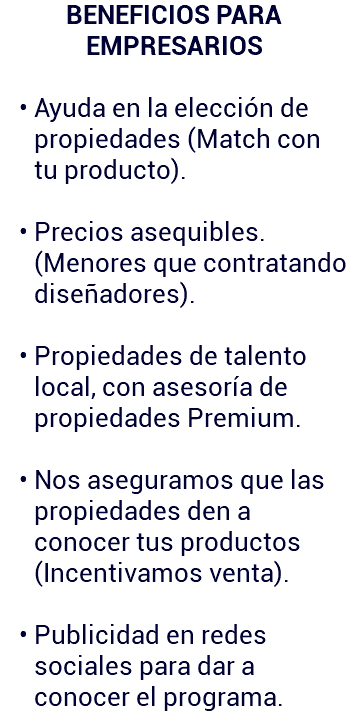 BENEFICIOS PARA
EMPRESARIOS
• Ayuda en la elección de
propiedades (Match con
tu producto).
• Precios asequibles.
(Menores que contratando
diseñadores).
• Propiedades de talento
local, con asesoría de
propiedades Premium.
• Nos aseguramos que las
propiedades den a
conocer tus productos
(Incentivamos venta).
• Publicidad en redes
sociales para dar a
conocer el programa.